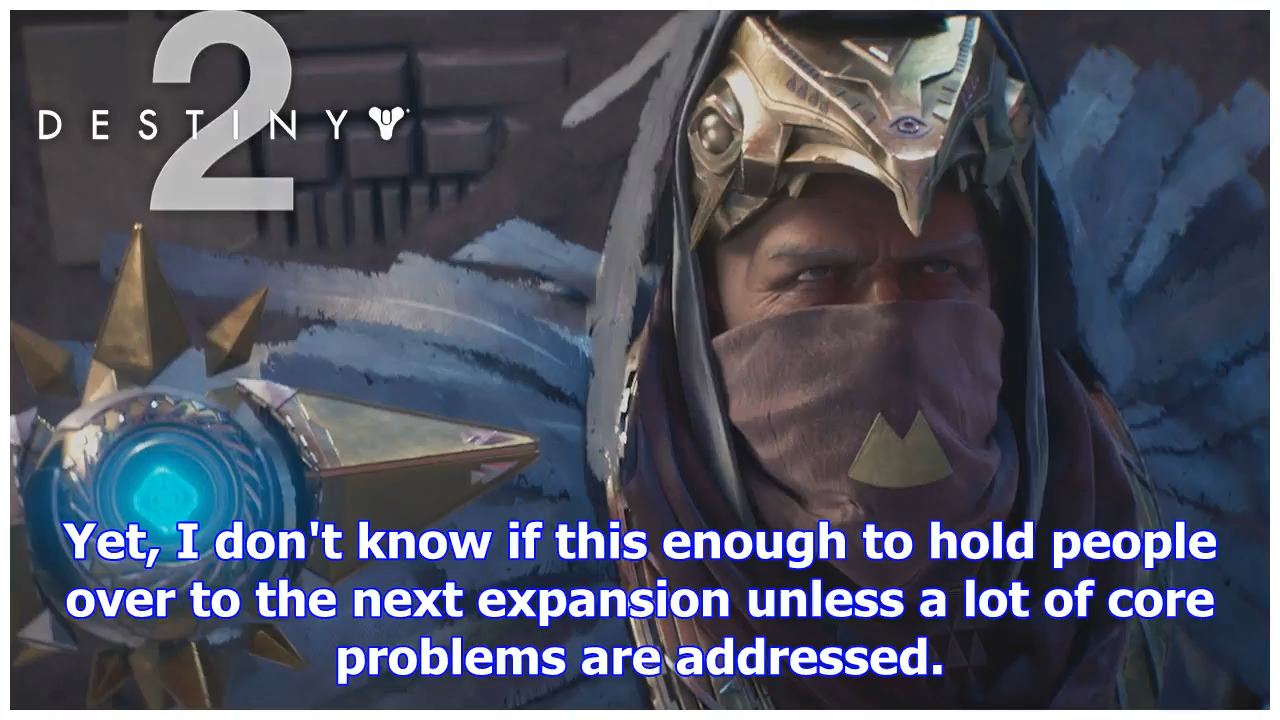 2
DESTINY
Yet, I don't know if this enough to hold people
over to the next expansion unless a lot of core
problems are addressed.